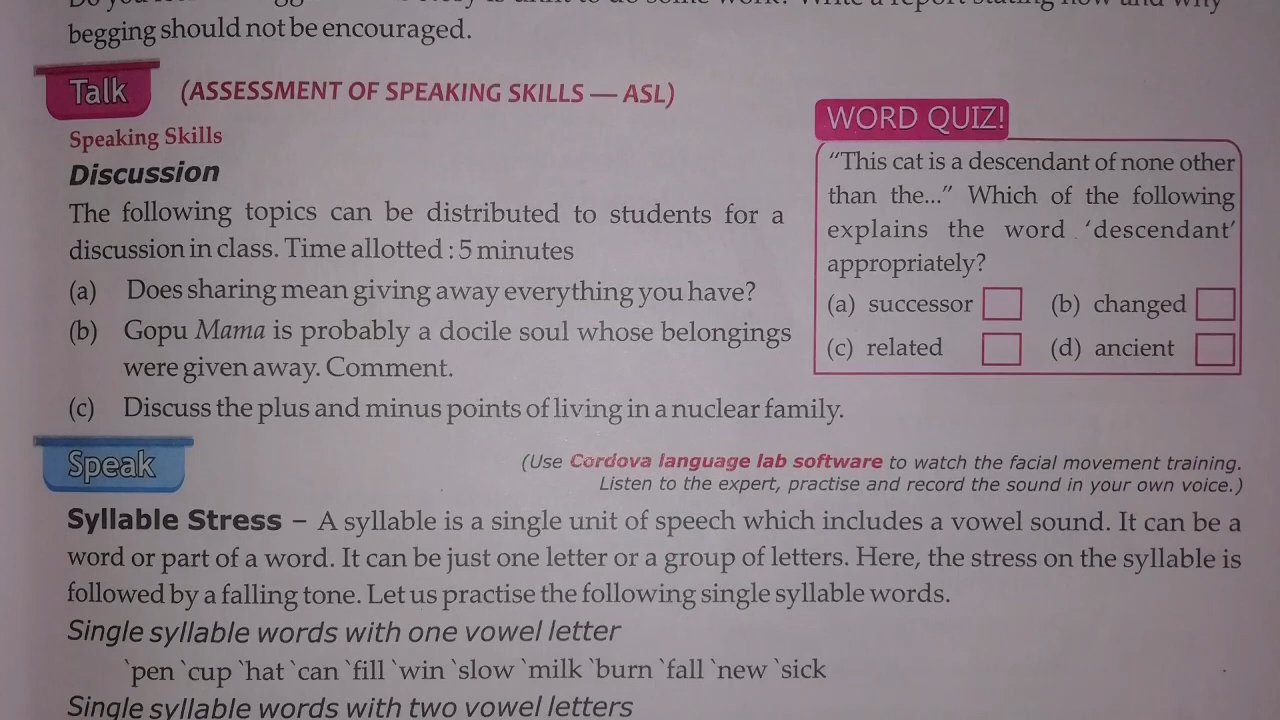 begging should not be encouraged.
Talk (ASSESSMENT OF SPEAKING SKILLS — ASL)
Speaking Skills
Discussion
The following topics can be distributed to students for a
discussion in class. Time allotted : 5 minutes
(a) Does sharing mean giving away everything you have?
(b) Gopu Mama is probably a docile soul whose belongings
were given away. Comment.
(c) Discuss the plus and minus points of living in a nuclear family.
WORD QUIZ!
“This cat is a descendant of none other
than the...” Which of the following
explains the word ‘descendant’
appropriately?
(a) successor (b) changed
(c) related (d) ancient
Speak
(Use Cordova language lab software to watch the facial movement training.
Listen to the expert, practise and record the sound in your own voice.)
Syllable Stress – A syllable is a single unit of speech which includes a vowel sound. It can be a
word or part of a word. It can be just one letter or a group of letters. Here, the stress on the syllable is
followed by a falling tone. Let us practise the following single syllable words.
Single syllable words with one vowel letter
`pen `cup `hat `can `fill `win `slow `milk `burn `fall `new `sick
Single syllable words with two vowel letters